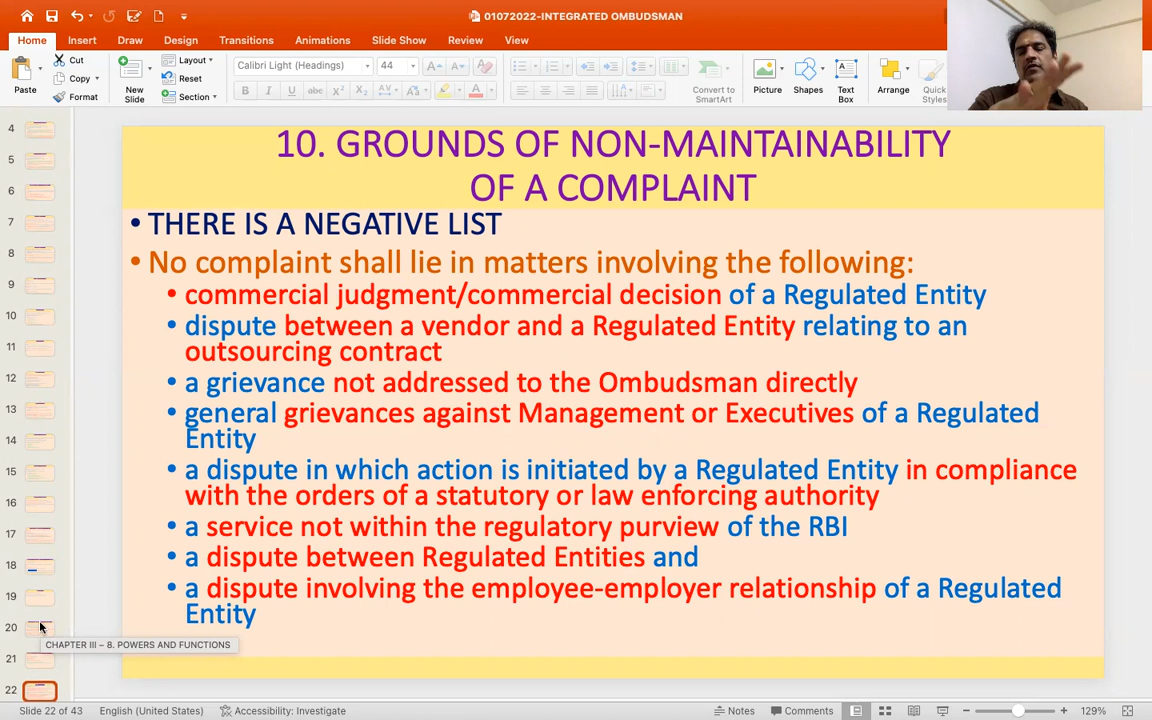 01072022-INTEGRATED OMBUDSMAN
Home Insert Draw Design Transitions Animations Slide Show Review View
Paste
Cut
Copy
Format
New
Slide
Layout
Reset
Section
Calibri Light (Headings) 44
Convert to
SmartArt
Picture
Shapes
Text
Box
Arrange
Quick
Styles
4
5
6
7
8
9
10
11
12
13
14
15
16
17
18
19
20
21
22
10. GROUNDS OF NON-MAINTAINABILITY
OF A COMPLAINT
• THERE IS A NEGATIVE LIST
• No complaint shall lie in matters involving the following:
• commercial judgment/commercial decision of a Regulated Entity
• dispute between a vendor and a Regulated Entity relating to an
outsourcing contract
• a grievance not addressed to the Ombudsman directly
• general grievances against Management or Executives of a Regulated
Entity
• a dispute in which action is initiated by a Regulated Entity in compliance
with the orders of a statutory or law enforcing authority
• a service not within the regulatory purview of the RBI
• a dispute between Regulated Entities and
• a dispute involving the employee-employer relationship of a Regulated
Entity
CHAPTER III – 8. POWERS AND FUNCTIONS
Slide 22 of 43 English (United States) Accessibility: Investigate Notes Comments 129%